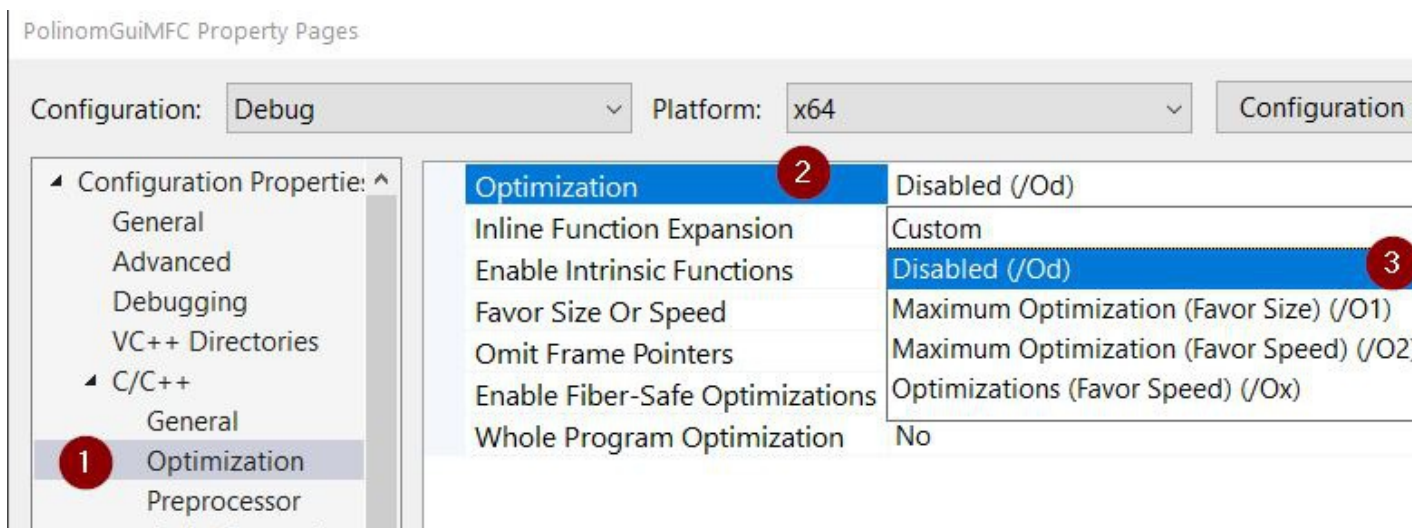 PolinomGuiMFC Property Pages
Configuration: Debug Platform: x64 Configuration
Configuration Properties
General
Advanced
Debugging
VC++ Directories
C/C++
General
1 Optimization
Preprocessor
Optimization 2 Disabled (/Od)
Inline Function Expansion Custom
Enable Intrinsic Functions Disabled (/Od) 3
Favor Size Or Speed Maximum Optimization (Favor Size) (/O1)
Omit Frame Pointers Maximum Optimization (Favor Speed) (/O2)
Enable Fiber-Safe Optimizations Optimizations (Favor Speed) (/Ox)
Whole Program Optimization No